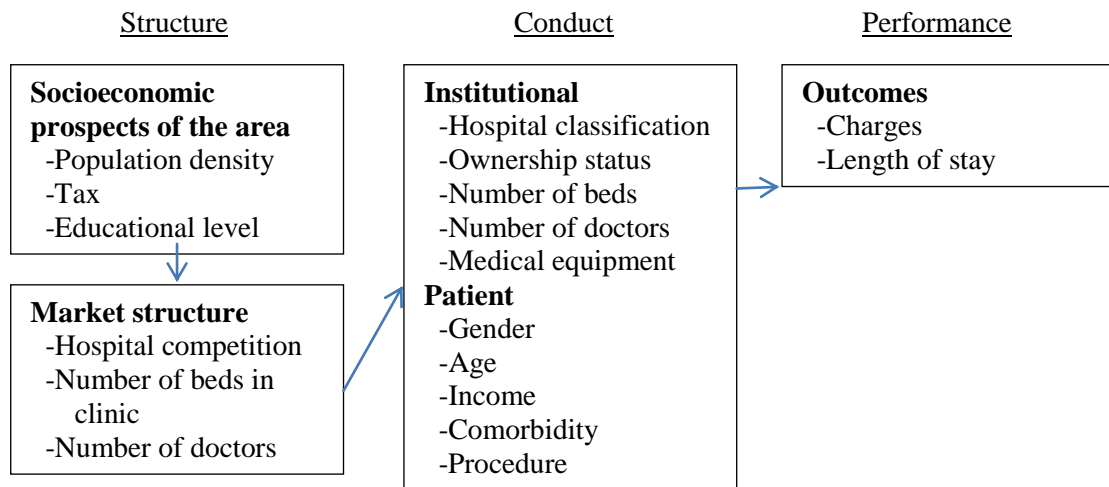 Structure
Conduct
Performance
Socioeconomic
prospects of the area
-Population density
-Tax
-Educational level
Market structure
-Hospital competition
-Number of beds in
clinic
-Number of doctors
Institutional
-Hospital classification
-Ownership status
-Number of beds
-Number of doctors
-Medical equipment
Patient
-Gender
-Age
-Income
-Comorbidity
-Procedure
Outcomes
-Charges
-Length of stay